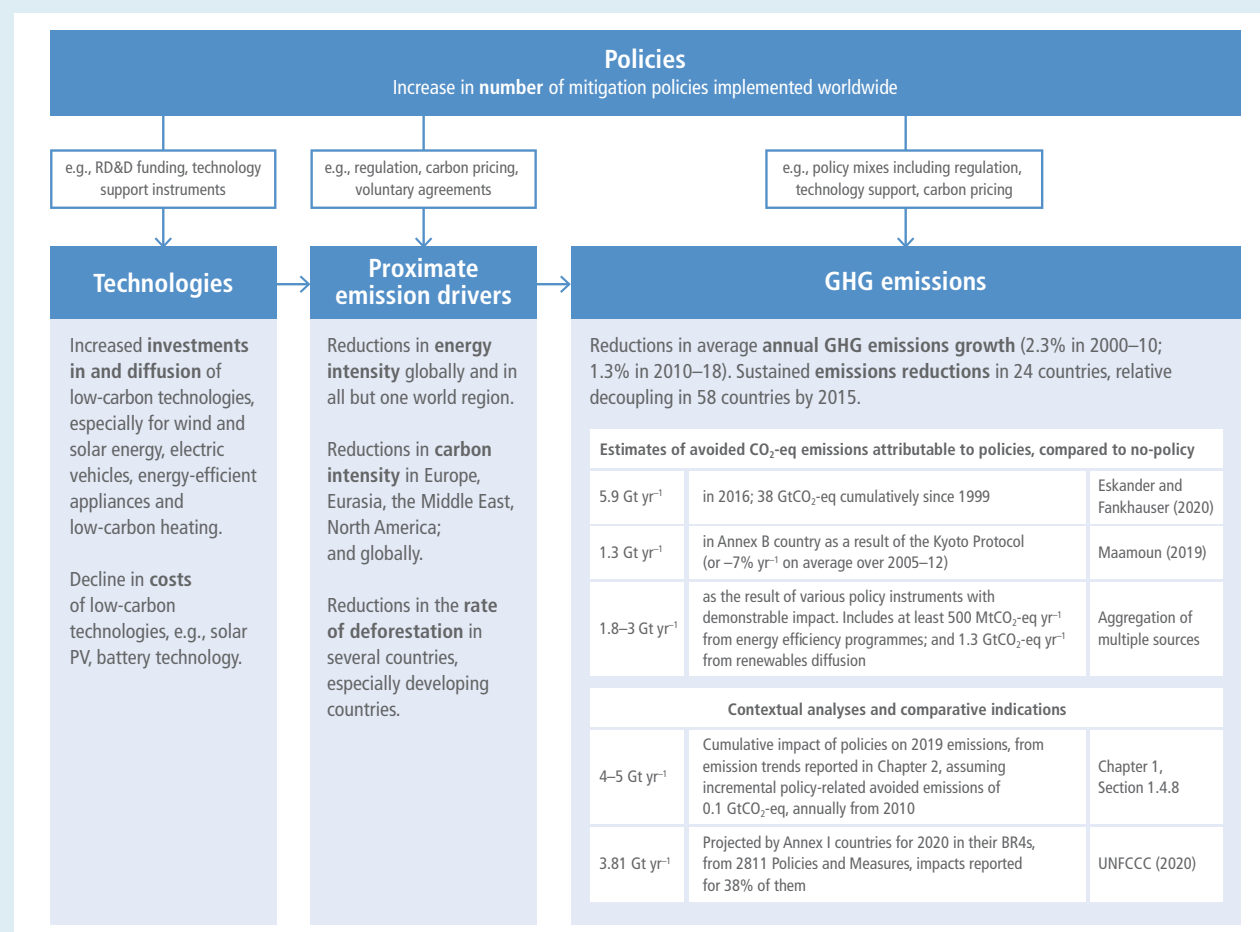 Policies
Increase in number of mitigation policies implemented worldwide
e.g., RD&D funding, technology
support instruments
e.g., regulation, carbon pricing,
voluntary agreements
e.g., policy mixes including regulation,
technology support, carbon pricing
Technologies
Increased investments
in and diffusion of
low-carbon technologies,
especially for wind and
solar energy, electric
vehicles, energy-efficient
appliances and
low-carbon heating.
Decline in costs
of low-carbon
technologies, e.g., solar
PV, battery technology.
Proximate
emission drivers
Reductions in energy
intensity globally and in
all but one world region.
Reductions in carbon
intensity in Europe,
Eurasia, the Middle East,
North America;
and globally.
Reductions in the rate
of deforestation in
several countries,
especially developing
countries.
GHG emissions
Reductions in average annual GHG emissions growth (2.3% in 2000–10;
1.3% in 2010–18). Sustained emissions reductions in 24 countries, relative
decoupling in 58 countries by 2015.
Estimates of avoided CO₂-eq emissions attributable to policies, compared to no-policy
5.9 Gt yr⁻¹
in 2016; 38 GtCO₂-eq cumulatively since 1999
Eskander and
Fankhauser (2020)
1.3 Gt yr⁻¹
in Annex B country as a result of the Kyoto Protocol
(or –7% yr⁻¹ on average over 2005–12)
Maamoun (2019)
1.8–3 Gt yr⁻¹
as the result of various policy instruments with
demonstrable impact. Includes at least 500 MtCO₂-eq yr⁻¹
from energy efficiency programmes; and 1.3 GtCO₂-eq yr⁻¹
from renewables diffusion
Aggregation of
multiple sources
Contextual analyses and comparative indications
4–5 Gt yr⁻¹
Cumulative impact of policies on 2019 emissions, from
emission trends reported in Chapter 2, assuming
incremental policy-related avoided emissions of
0.1 GtCO₂-eq, annually from 2010
Chapter 1,
Section 1.4.8
3.81 Gt yr⁻¹
Projected by Annex I countries for 2020 in their BR4s,
from 2811 Policies and Measures, impacts reported
for 38% of them
UNFCCC (2020)